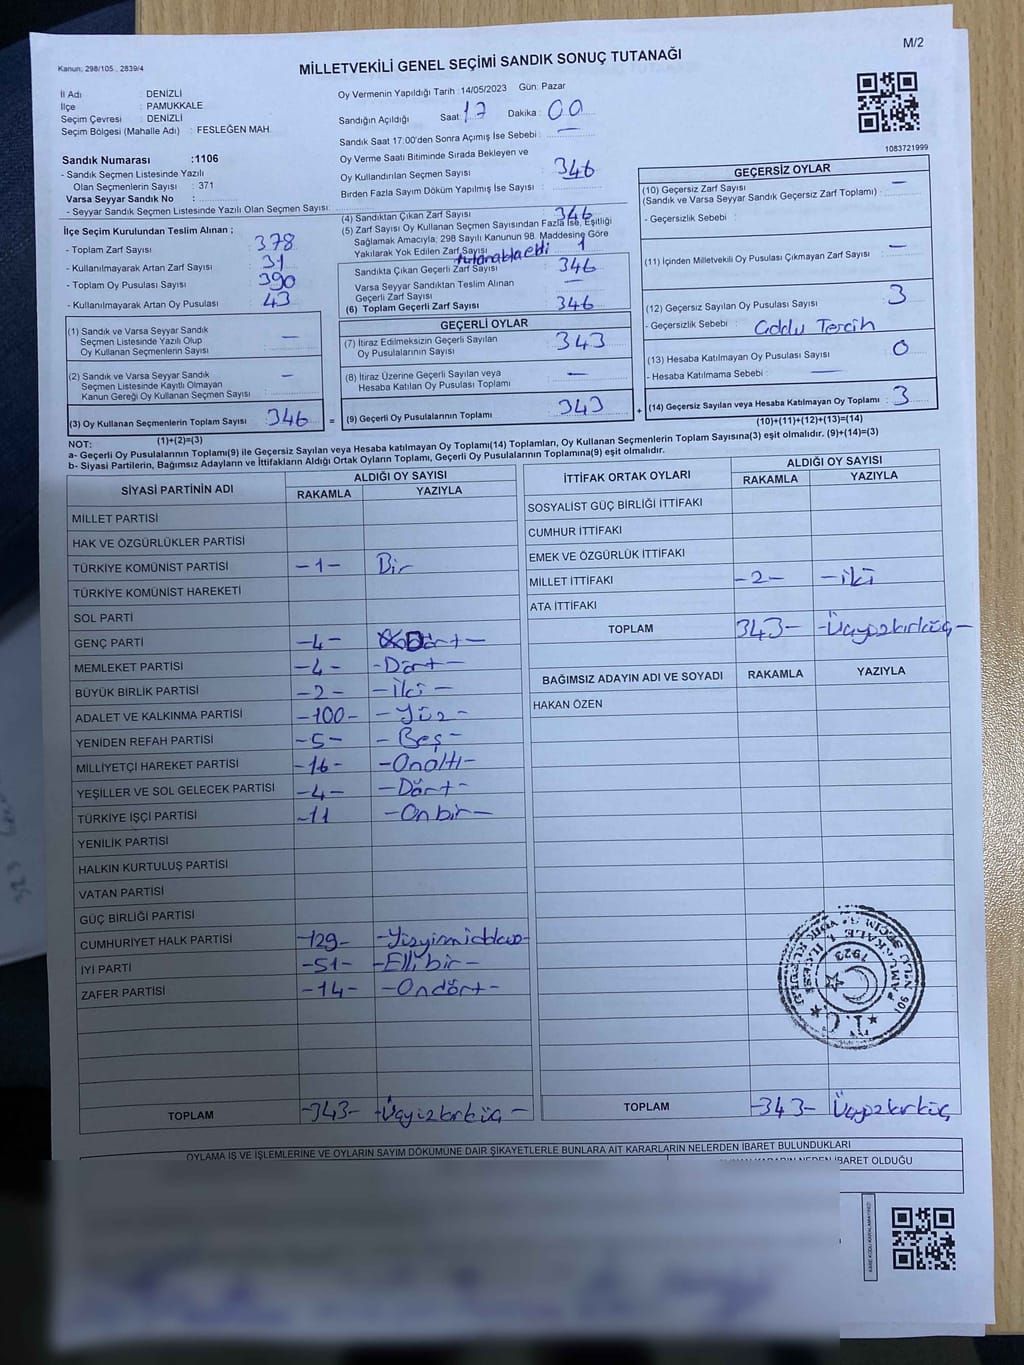 M/2
Kanun; 298/105 , 2839/4
MİLLETVEKİLİ GENEL SEÇİMİ SANDIK SONUÇ TUTANAĞI
İl Adı : DENİZLİ
İlçe : PAMUKKALE
Seçim Çevresi : DENİZLİ
Seçim Bölgesi (Mahalle Adı) : FESLEĞEN MAH.
Sandık Numarası :1106
- Sandık Seçmen Listesinde Yazılı
Olan Seçmenlerin Sayısı : 371
Varsa Seyyar Sandık No :
- Seyyar Sandık Seçmen Listesinde Yazılı Olan Seçmen Sayısı:
İlçe Seçim Kurulundan Teslim Alınan ;
- Toplam Zarf Sayısı 378
- Kullanılmayarak Artan Zarf Sayısı 31
- Toplam Oy Pusulası Sayısı 390
- Kullanılmayarak Artan Oy Pusulası 43
(1) Sandık ve Varsa Seyyar Sandık
Seçmen Listesinde Yazılı Olup
Oy Kullanan Seçmenlerin Sayısı —
(2) Sandık ve Varsa Seyyar Sandık
Seçmen Listesinde Kayıtlı Olmayan
Kanun Gereği Oy Kullanan Seçmen Sayısı —
(3) Oy Kullanan Seçmenlerin Toplam Sayısı 346 =
(1)+(2)=(3)
Oy Vermenin Yapıldığı Tarih : 14/05/2023 Gün: Pazar
Sandığın Açıldığı Saat 17 Dakika : 00
Sandık Saat 17:00'den Sonra Açımış İse Sebebi : —
Oy Verme Saati Bitiminde Sırada Bekleyen ve
Oy Kullandırılan Seçmen Sayısı 346
Birden Fazla Sayım Döküm Yapılmış İse Sayısı :
(4) Sandıktan Çıkan Zarf Sayısı 346
(5) Zarf Sayısı Oy Kullanan Seçmen Sayısından Fazla İse, Eşitliği
Sağlamak Amacıyla, 298 Sayılı Kanunun 98. Maddesine Göre
Yakılarak Yok Edilen Zarf Sayısı 1
Sandıkta Çıkan Geçerli Zarf Sayısı 346
Varsa Seyyar Sandıktan Teslim Alınan
Geçerli Zarf Sayısı —
(6) Toplam Geçerli Zarf Sayısı 346
GEÇERLİ OYLAR
(7) İtiraz Edilmeksizin Geçerli Sayılan
Oy Pusulalarının Sayısı 343
(8) İtiraz Üzerine Geçerli Sayılan veya
Hesaba Katılan Oy Pusulası Toplamı —
(9) Geçerli Oy Pusulalarının Toplamı 343 +
1083721999
GEÇERSİZ OYLAR
(10) Geçersiz Zarf Sayısı
(Sandık ve Varsa Seyyar Sandık Geçersiz Zarf Toplamı) : —
- Geçersizlik Sebebi :
(11) İçinden Milletvekili Oy Pusulası Çıkmayan Zarf Sayısı : —
(12) Geçersiz Sayılan Oy Pusulası Sayısı 3
- Geçersizlik Sebebi :
(13) Hesaba Katılmayan Oy Pusulası Sayısı 0
- Hesaba Katılmama Sebebi : —
(14) Geçersiz Sayılan veya Hesaba Katılmayan Oy Toplamı : 3
(10)+(11)+(12)+(13)=(14)
NOT:
a- Geçerli Oy Pusulalarının Toplamı(9) ile Geçersiz Sayılan veya Hesaba katılmayan Oy Toplamı(14) Toplamları, Oy Kullanan Seçmenlerin Toplam Sayısına(3) eşit olmalıdır. (9)+(14)=(3)
b- Siyasi Partilerin, Bağımsız Adayların ve İttifakların Aldığı Ortak Oyların Toplamı, Geçerli Oy Pusulalarının Toplamına(9) eşit olmalıdır.
SİYASİ PARTİNİN ADI ALDIĞI OY SAYISI
RAKAMLA YAZIYLA
MİLLET PARTİSİ
HAK VE ÖZGÜRLÜKLER PARTİSİ
TÜRKİYE KOMÜNİST PARTİSİ -1- Bir
TÜRKİYE KOMÜNİST HAREKETİ
SOL PARTİ
GENÇ PARTİ -4- Dört-
MEMLEKET PARTİSİ -4- -Dört-
BÜYÜK BİRLİK PARTİSİ -2- -İki-
ADALET VE KALKINMA PARTİSİ -100- -Yüz-
YENİDEN REFAH PARTİSİ -5- -Beş-
MİLLİYETÇİ HAREKET PARTİSİ -16- -Onaltı-
YEŞİLLER VE SOL GELECEK PARTİSİ -4- -Dört-
TÜRKİYE İŞÇİ PARTİSİ -11 -Onbir-
YENİLİK PARTİSİ
HALKIN KURTULUŞ PARTİSİ
VATAN PARTİSİ
GÜÇ BİRLİĞİ PARTİSİ
CUMHURİYET HALK PARTİSİ -129-
İYİ PARTİ -51- -Ellibir-
ZAFER PARTİSİ -14- -Ondört-
TOPLAM -343- -Üçyüzkırküç-
İTTİFAK ORTAK OYLARI ALDIĞI OY SAYISI
RAKAMLA YAZIYLA
SOSYALİST GÜÇ BİRLİĞİ İTTİFAKI
CUMHUR İTTİFAKI
EMEK VE ÖZGÜRLÜK İTTİFAKI
MİLLET İTTİFAKI -2- -iki
ATA İTTİFAKI
TOPLAM 343- -Üçyüzkırküç-
BAĞIMSIZ ADAYIN ADI VE SOYADI RAKAMLA YAZIYLA
HAKAN ÖZEN
TOPLAM -343- Üçyüzkırküç
T.C.
1923
OYLAMA İŞ VE İŞLEMLERİNE VE OYLARIN SAYIM DÖKÜMÜNE DAİR ŞİKAYETLERLE BUNLARA AİT KARARLARIN NELERDEN İBARET BULUNDUKLARI
İBARET OLDUĞU